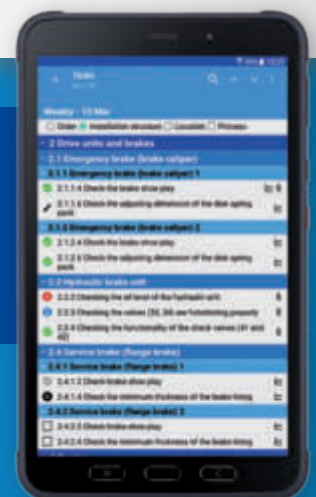 Tasks
Weekly - 13 Mar
Order Installation structure Location Process
- 2 Drive units and brakes
- 2.1 Emergency brake (brake caliper)
2.1.1 Emergency brake (brake caliper) 1
2.1.1.4 Check the brake shoe play
2.1.1.6 Check the adjusting dimension of the disk spring
pack
2.1.2 Emergency brake (brake caliper) 2
2.1.2.4 Check the brake shoe play
2.1.2.6 Check the adjusting dimension of the disk spring
pack
- 2.2 Hydraulic brake unit
2.2.2 Checking the oil level of the hydraulic unit
2.2.3 Checking the valves are functioning properly
2.2.4 Checking the functionality of the check valves (41 and
42)
- 2.4 Service brake (flange brake)
2.4.1 Service brake (flange brake) 1
2.4.1.2 Check brake shoe play
2.4.1.4 Check the minimum thickness of the brake lining
2.4.2 Service brake (flange brake) 2
2.4.2.2 Check brake shoe play
2.4.2.4 Check the minimum thickness of the brake lining